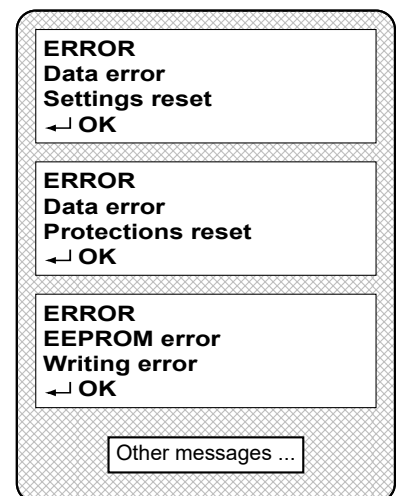 ERROR
Data error
Settings reset
↵ OK
ERROR
Data error
Protections reset
↵ OK
ERROR
EEPROM error
Writing error
↵ OK
Other messages ...